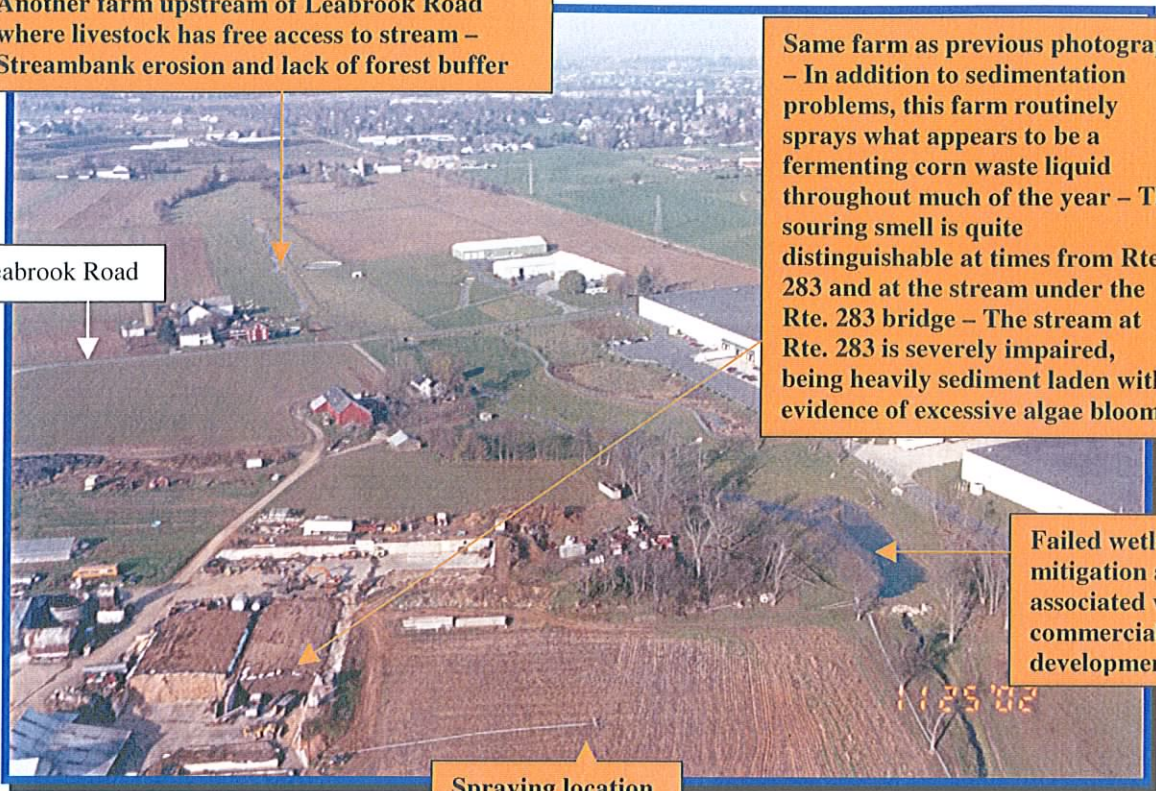 Another farm upstream of Leabrook Road
where livestock has free access to stream –
Streambank erosion and lack of forest buffer
Same farm as previous
– In addition to sedimentation
problems, this farm routinely
sprays what appears to be a
fermenting corn waste liquid
throughout much of the year –
souring smell is quite
distinguishable at times from Rte.
283 and at the stream under the
Rte. 283 bridge – The stream at
Rte. 283 is severely impaired,
being heavily sediment laden with
evidence of excessive algae bloom
Road
Failed
mitigation
associated
commercial
11 25 '02
Spraying location